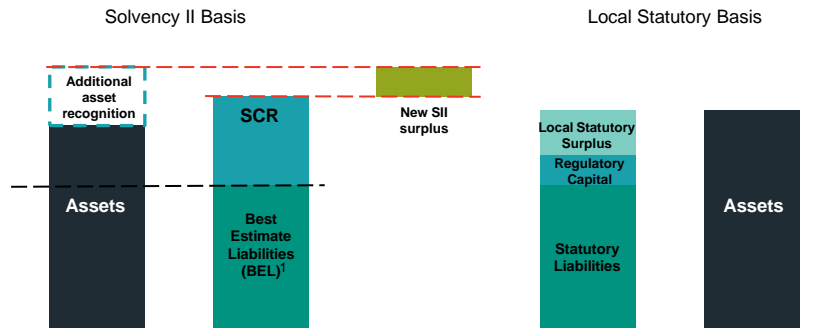 Solvency II Basis
Local Statutory Basis
Additional
asset
recognition
SCR
New SII
surplus
Local Statutory
Surplus
Regulatory
Capital
Assets
Best
Estimate
Liabilities
(BEL)¹
Statutory
Liabilities
Assets